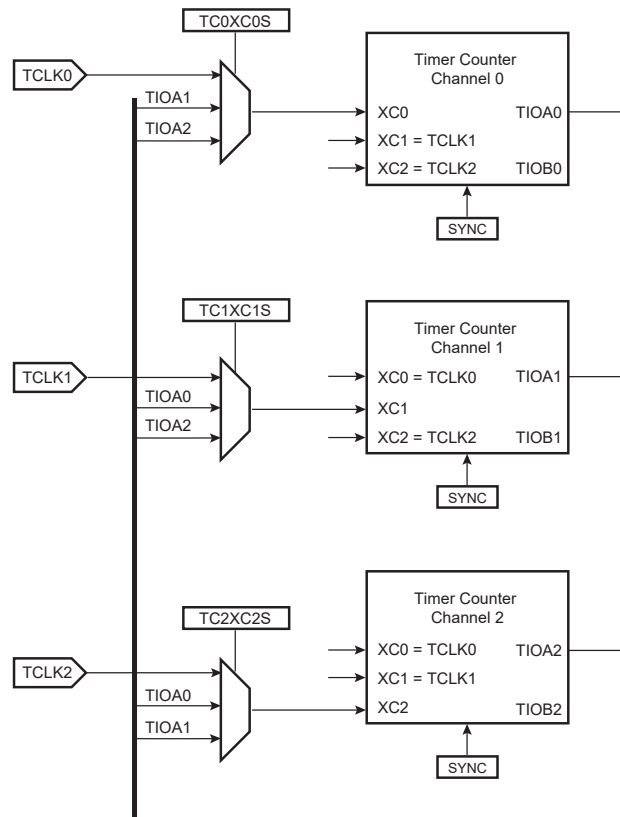 TC0XC0S
TCLK0
TIOA1
TIOA2
Timer Counter
Channel 0
XC0 TIOA0
XC1 = TCLK1
XC2 = TCLK2 TIOB0
SYNC
TC1XC1S
TCLK1
TIOA0
TIOA2
Timer Counter
Channel 1
XC0 = TCLK0 TIOA1
XC1
XC2 = TCLK2 TIOB1
SYNC
TC2XC2S
TCLK2
TIOA0
TIOA1
Timer Counter
Channel 2
XC0 = TCLK0 TIOA2
XC1 = TCLK1
XC2 TIOB2
SYNC